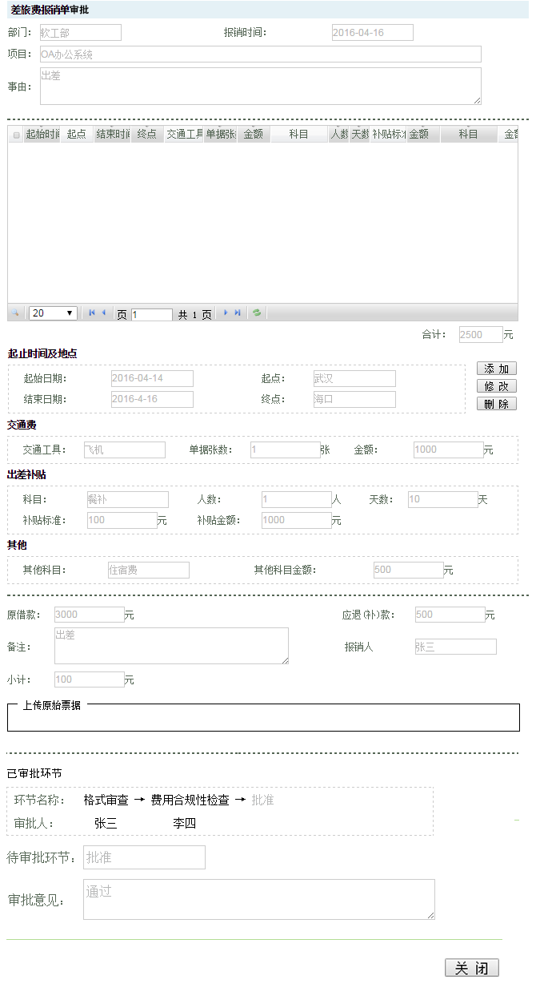 差旅费报销单审批
部门： 软工部 报销时间： 2016-04-16
项目： OA办公系统
事由： 出差
起始时间 起点 结束时间 终点 交通工具 单据张数 金额 科目 人数 天数 补贴标准 金额 科目 金额
20 页 1 共 1 页
合计： 2500 元
起止时间及地点
起始日期： 2016-04-14 起点： 武汉 添 加
结束日期： 2016-4-16 终点： 海口 修 改
删 除
交通费
交通工具： 飞机 单据张数： 1 张 金额： 1000 元
出差补贴
科目： 餐补 人数： 1 人 天数： 10 天
补贴标准： 100 元 补贴金额： 1000 元
其他
其他科目： 住宿费 其他科目金额： 500 元
原借款： 3000 元 应退(补)款： 500 元
备注： 出差 报销人 张三
小计： 100 元
上传原始票据
已审批环节
环节名称： 格式审查 → 费用合规性检查 → 批准
审批人： 张三 李四
待审批环节： 批准
审批意见： 通过
关 闭